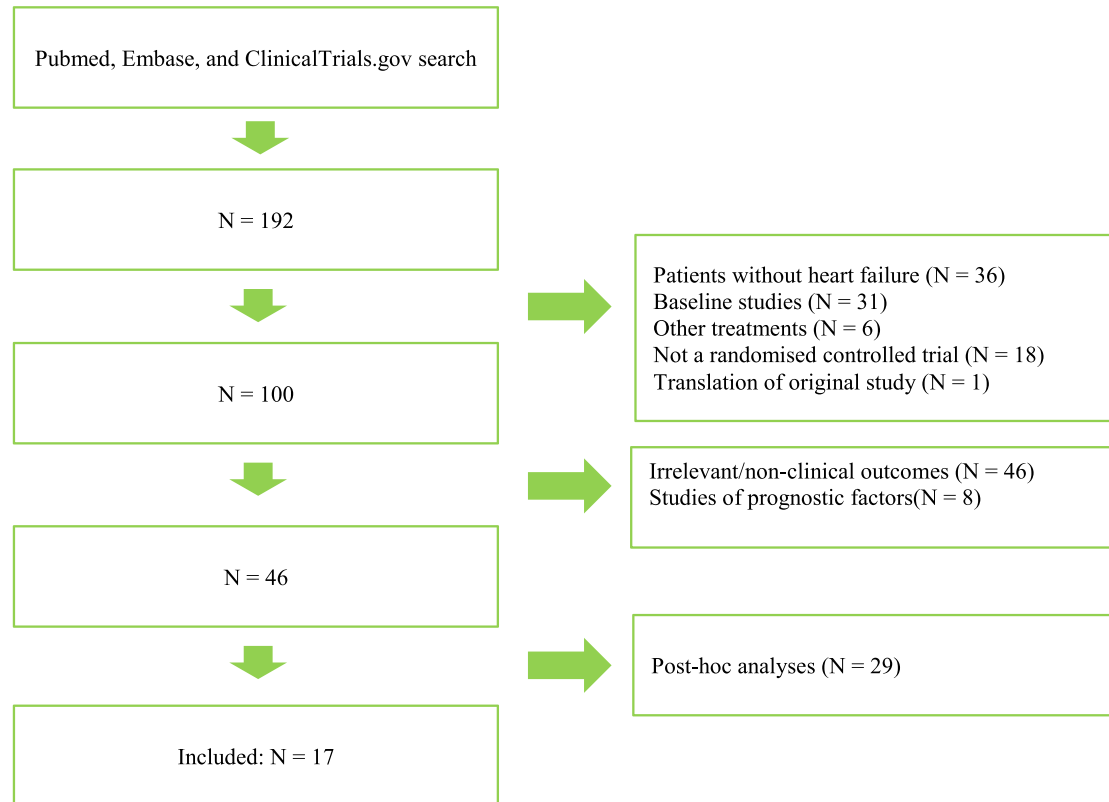 Pubmed, Embase, and ClinicalTrials.gov search
N = 192
Patients without heart failure (N = 36)
Baseline studies (N = 31)
Other treatments (N = 6)
Not a randomised controlled trial (N = 18)
Translation of original study (N = 1)
N = 100
Irrelevant/non-clinical outcomes (N = 46)
Studies of prognostic factors(N = 8)
N = 46
Post-hoc analyses (N = 29)
Included: N = 17